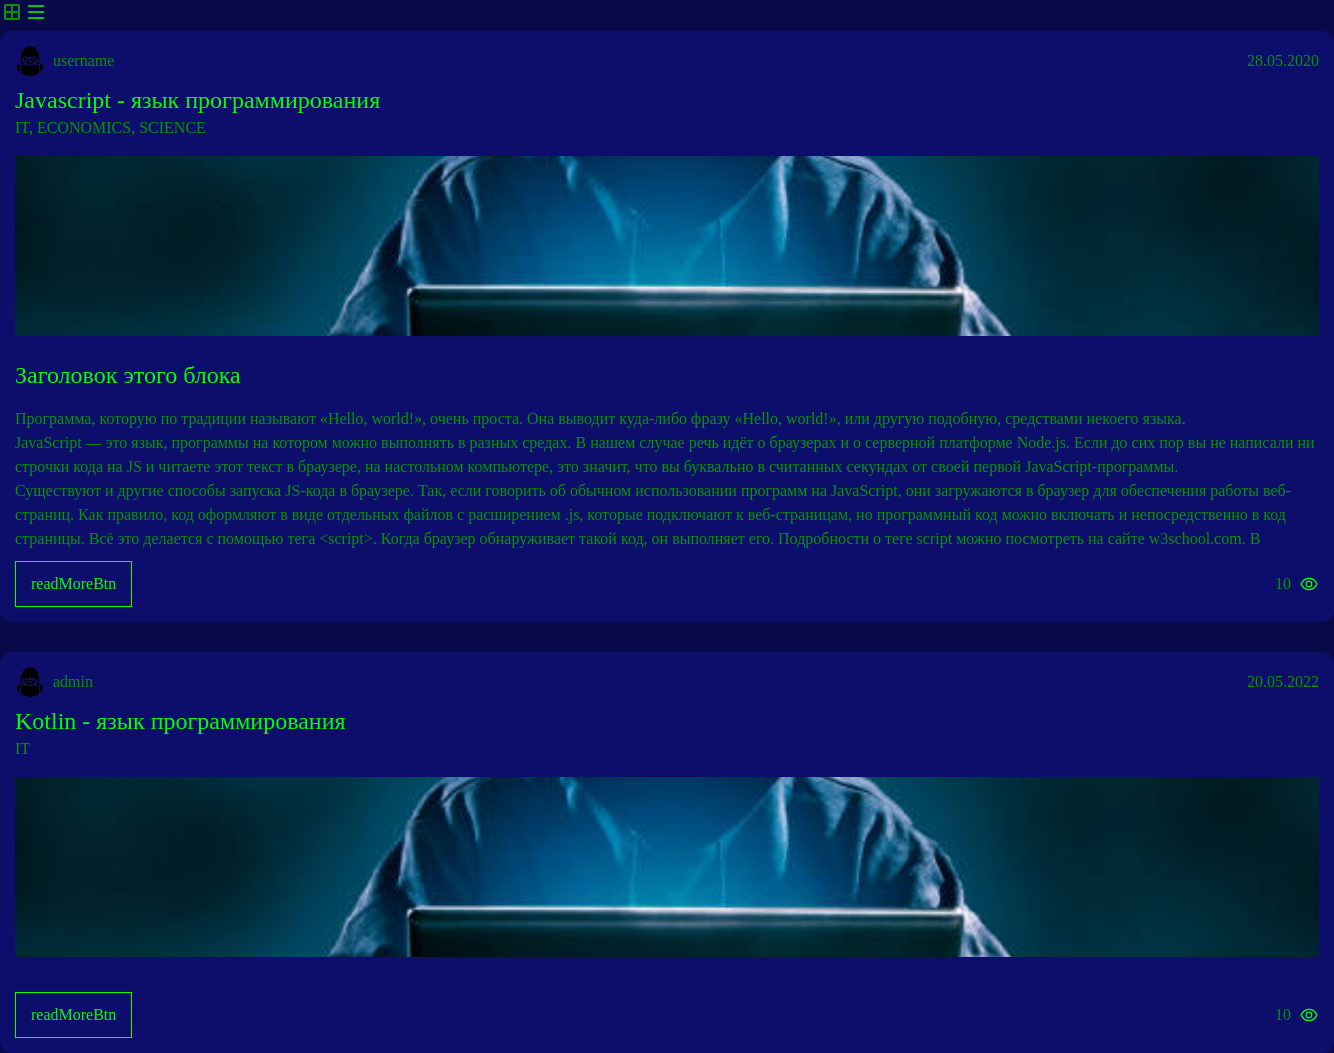 username
28.05.2020
Javascript - язык программирования
IT, ECONOMICS, SCIENCE
Заголовок этого блока
Программа, которую по традиции называют «Hello, world!», очень проста. Она выводит куда-либо фразу «Hello, world!», или другую подобную, средствами некоего языка.
JavaScript — это язык, программы на котором можно выполнять в разных средах. В нашем случае речь идёт о браузерах и о серверной платформе Node.js. Если до сих пор вы не написали ни
строчки кода на JS и читаете этот текст в браузере, на настольном компьютере, это значит, что вы буквально в считанных секундах от своей первой JavaScript-программы.
Существуют и другие способы запуска JS-кода в браузере. Так, если говорить об обычном использовании программ на JavaScript, они загружаются в браузер для обеспечения работы веб-
страниц. Как правило, код оформляют в виде отдельных файлов с расширением .js, которые подключают к веб-страницам, но программный код можно включать и непосредственно в код
страницы. Всё это делается с помощью тега <script>. Когда браузер обнаруживает такой код, он выполняет его. Подробности о теге script можно посмотреть на сайте w3school.com. В
readMoreBtn
10
admin
20.05.2022
Kotlin - язык программирования
IT
readMoreBtn
10